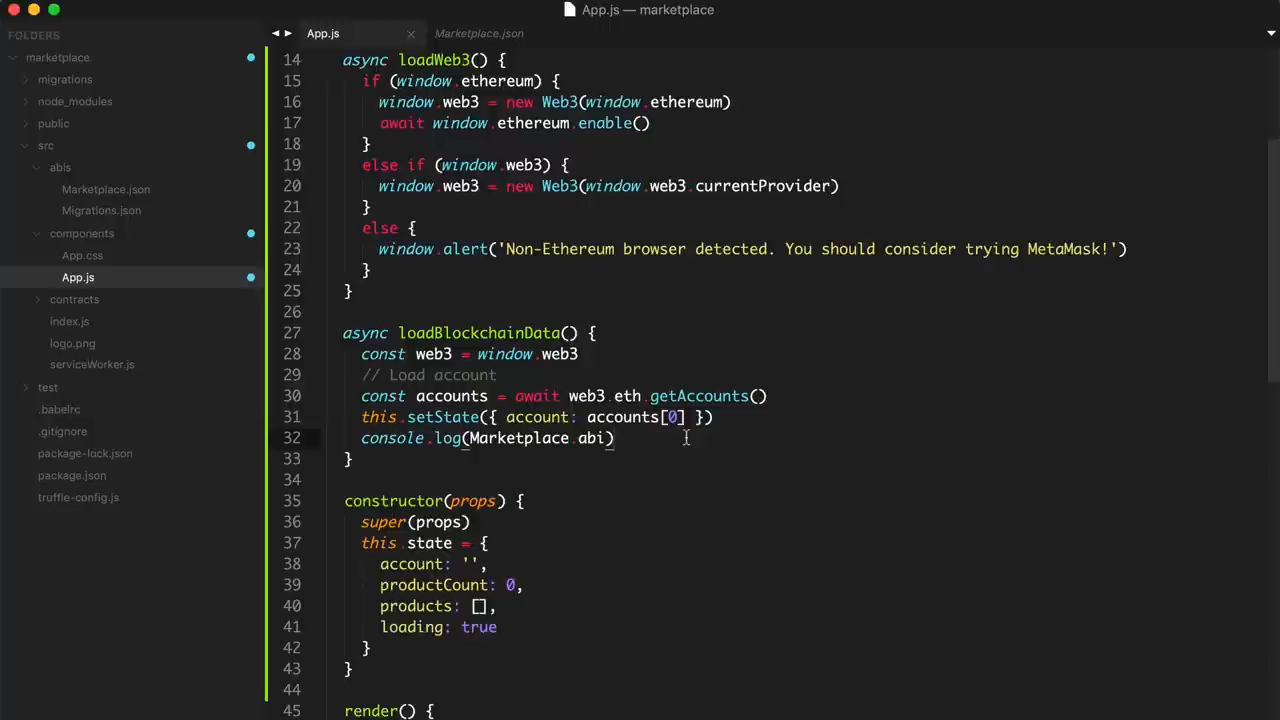 App.js — marketplace
FOLDERS
marketplace
migrations
node_modules
public
src
abis
Marketplace.json
Migrations.json
components
App.css
App.js
contracts
index.js
logo.png
serviceWorker.js
test
.babelrc
.gitignore
package-lock.json
package.json
truffle-config.js
App.js
Marketplace.json
14 async loadWeb3() {
15 if (window.ethereum) {
16 window.web3 = new Web3(window.ethereum)
17 await window.ethereum.enable()
18 }
19 else if (window.web3) {
20 window.web3 = new Web3(window.web3.currentProvider)
21 }
22 else {
23 window.alert('Non-Ethereum browser detected. You should consider trying MetaMask!')
24 }
25 }
26
27 async loadBlockchainData() {
28 const web3 = window.web3
29 // Load account
30 const accounts = await web3.eth.getAccounts()
31 this.setState({ account: accounts[0] })
32 console.log(Marketplace.abi)
33 }
34
35 constructor(props) {
36 super(props)
37 this.state = {
38 account: '',
39 productCount: 0,
40 products: [],
41 loading: true
42 }
43 }
44
45 render() {